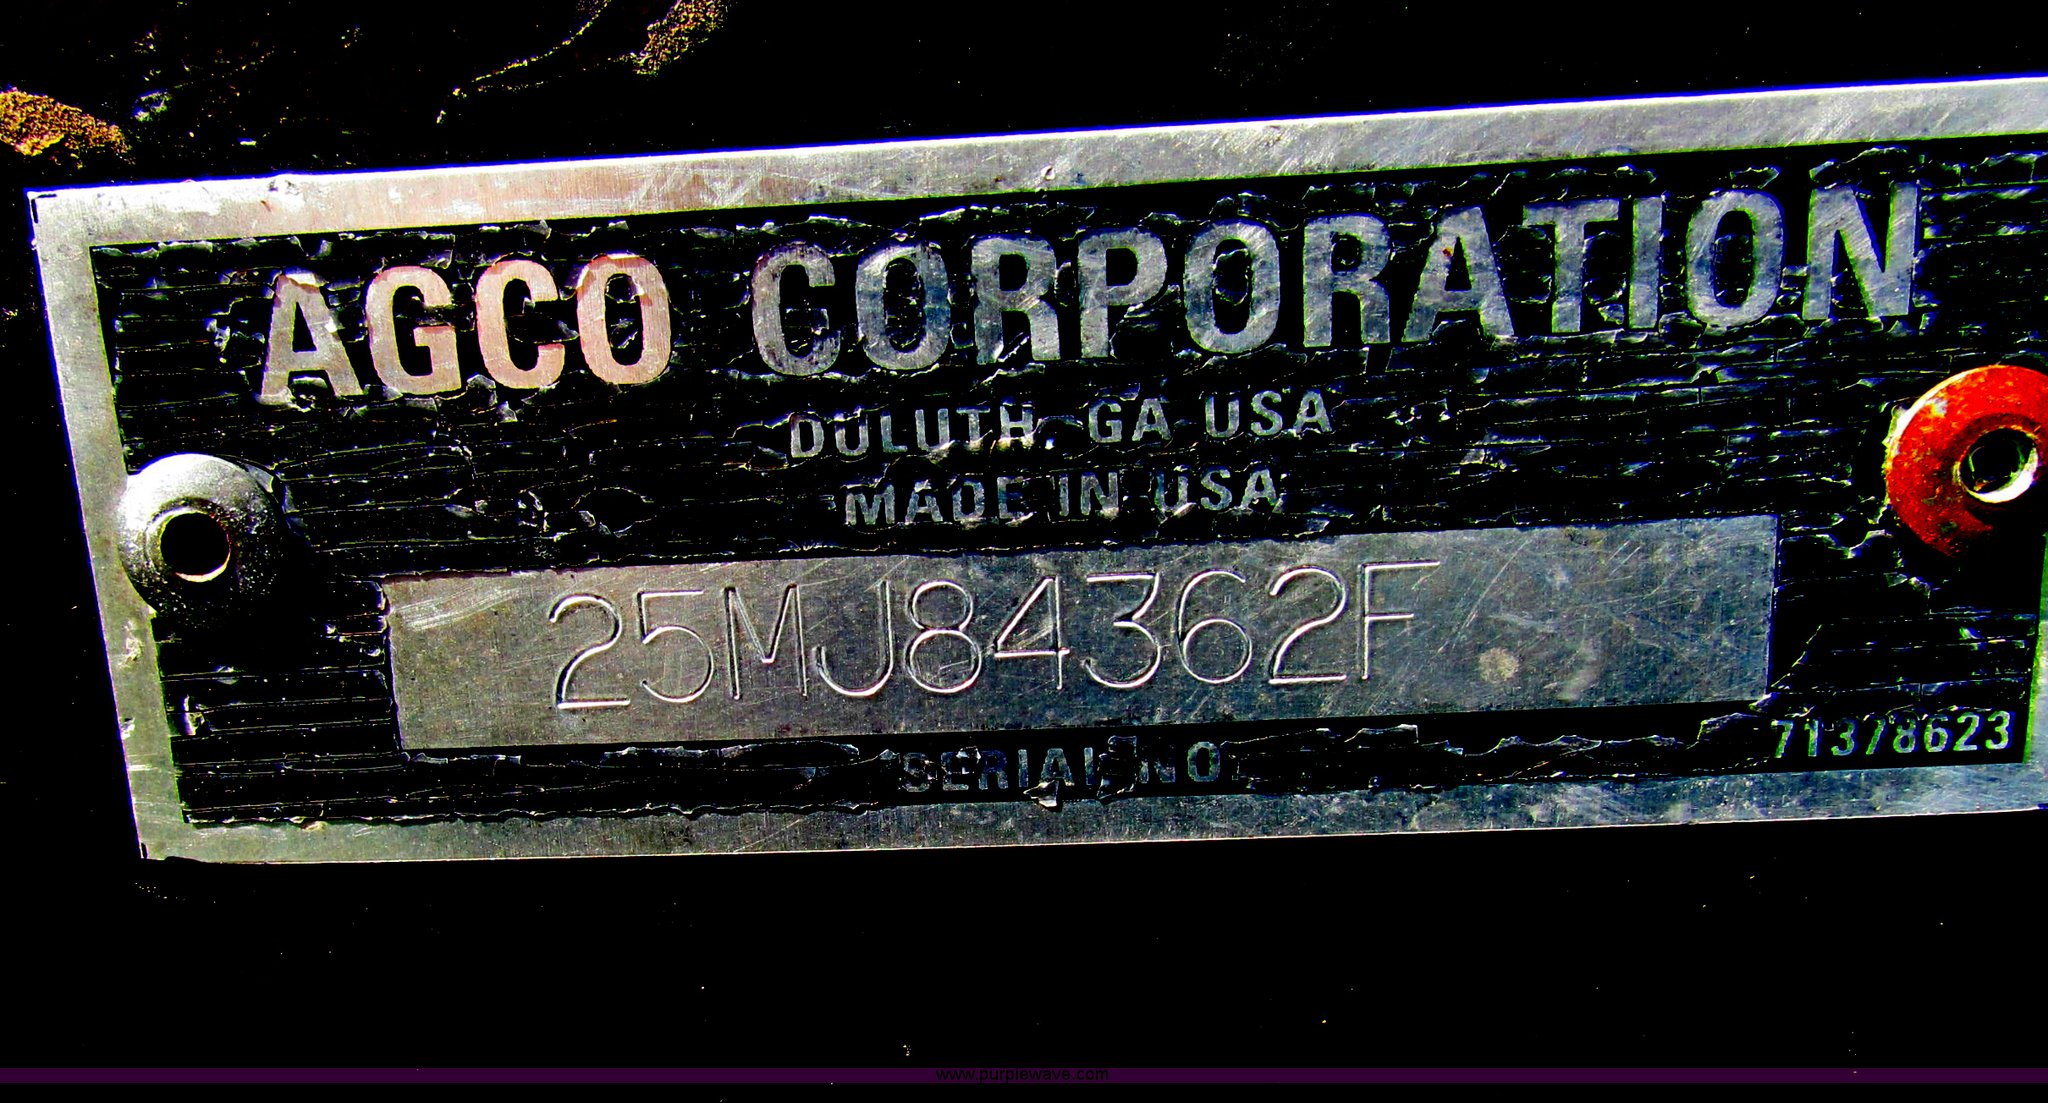 AGCO CORPORATION
DULUTH, GA USA
MADE IN USA
25MJ84362F
SERIAL NO.
71378623
www.purplewave.com